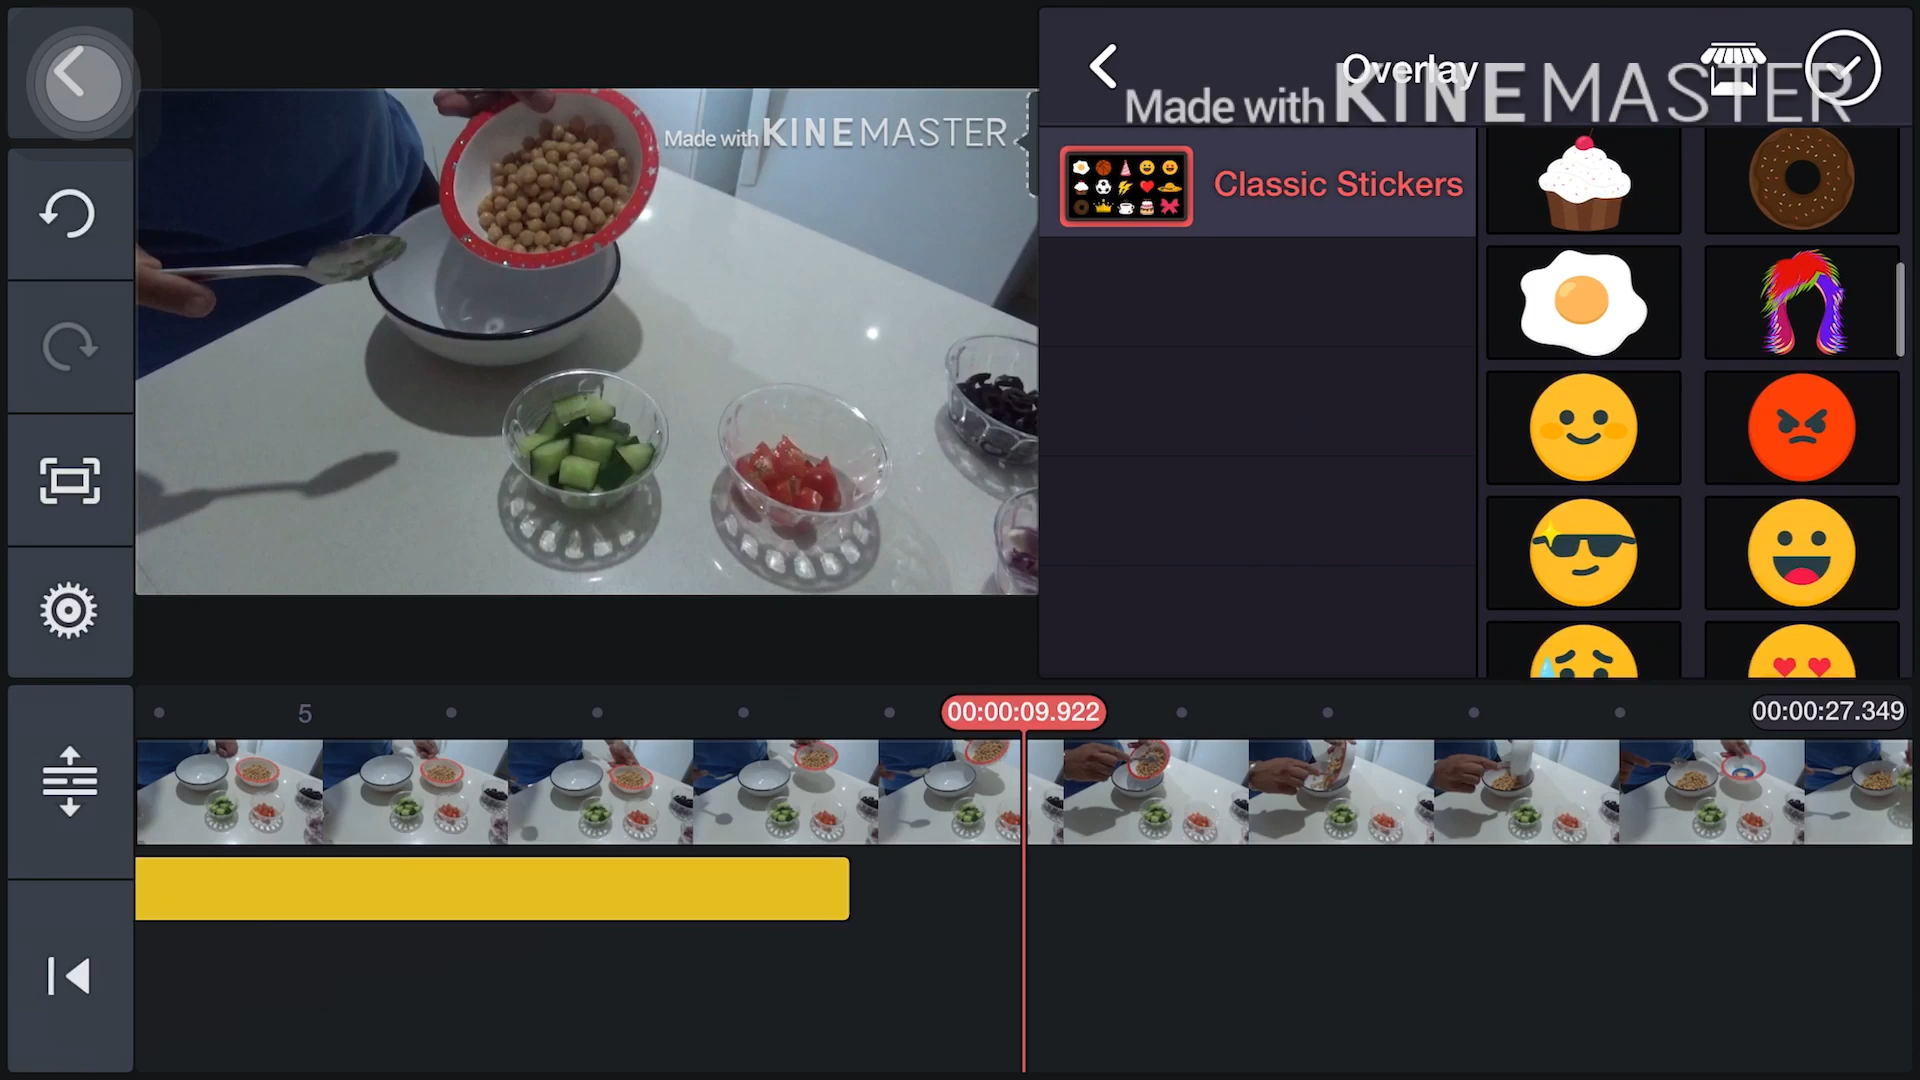 Overlay
Made with KINEMASTER
Made with KINEMASTER
Classic Stickers
5
00:00:09.922
00:00:27.349